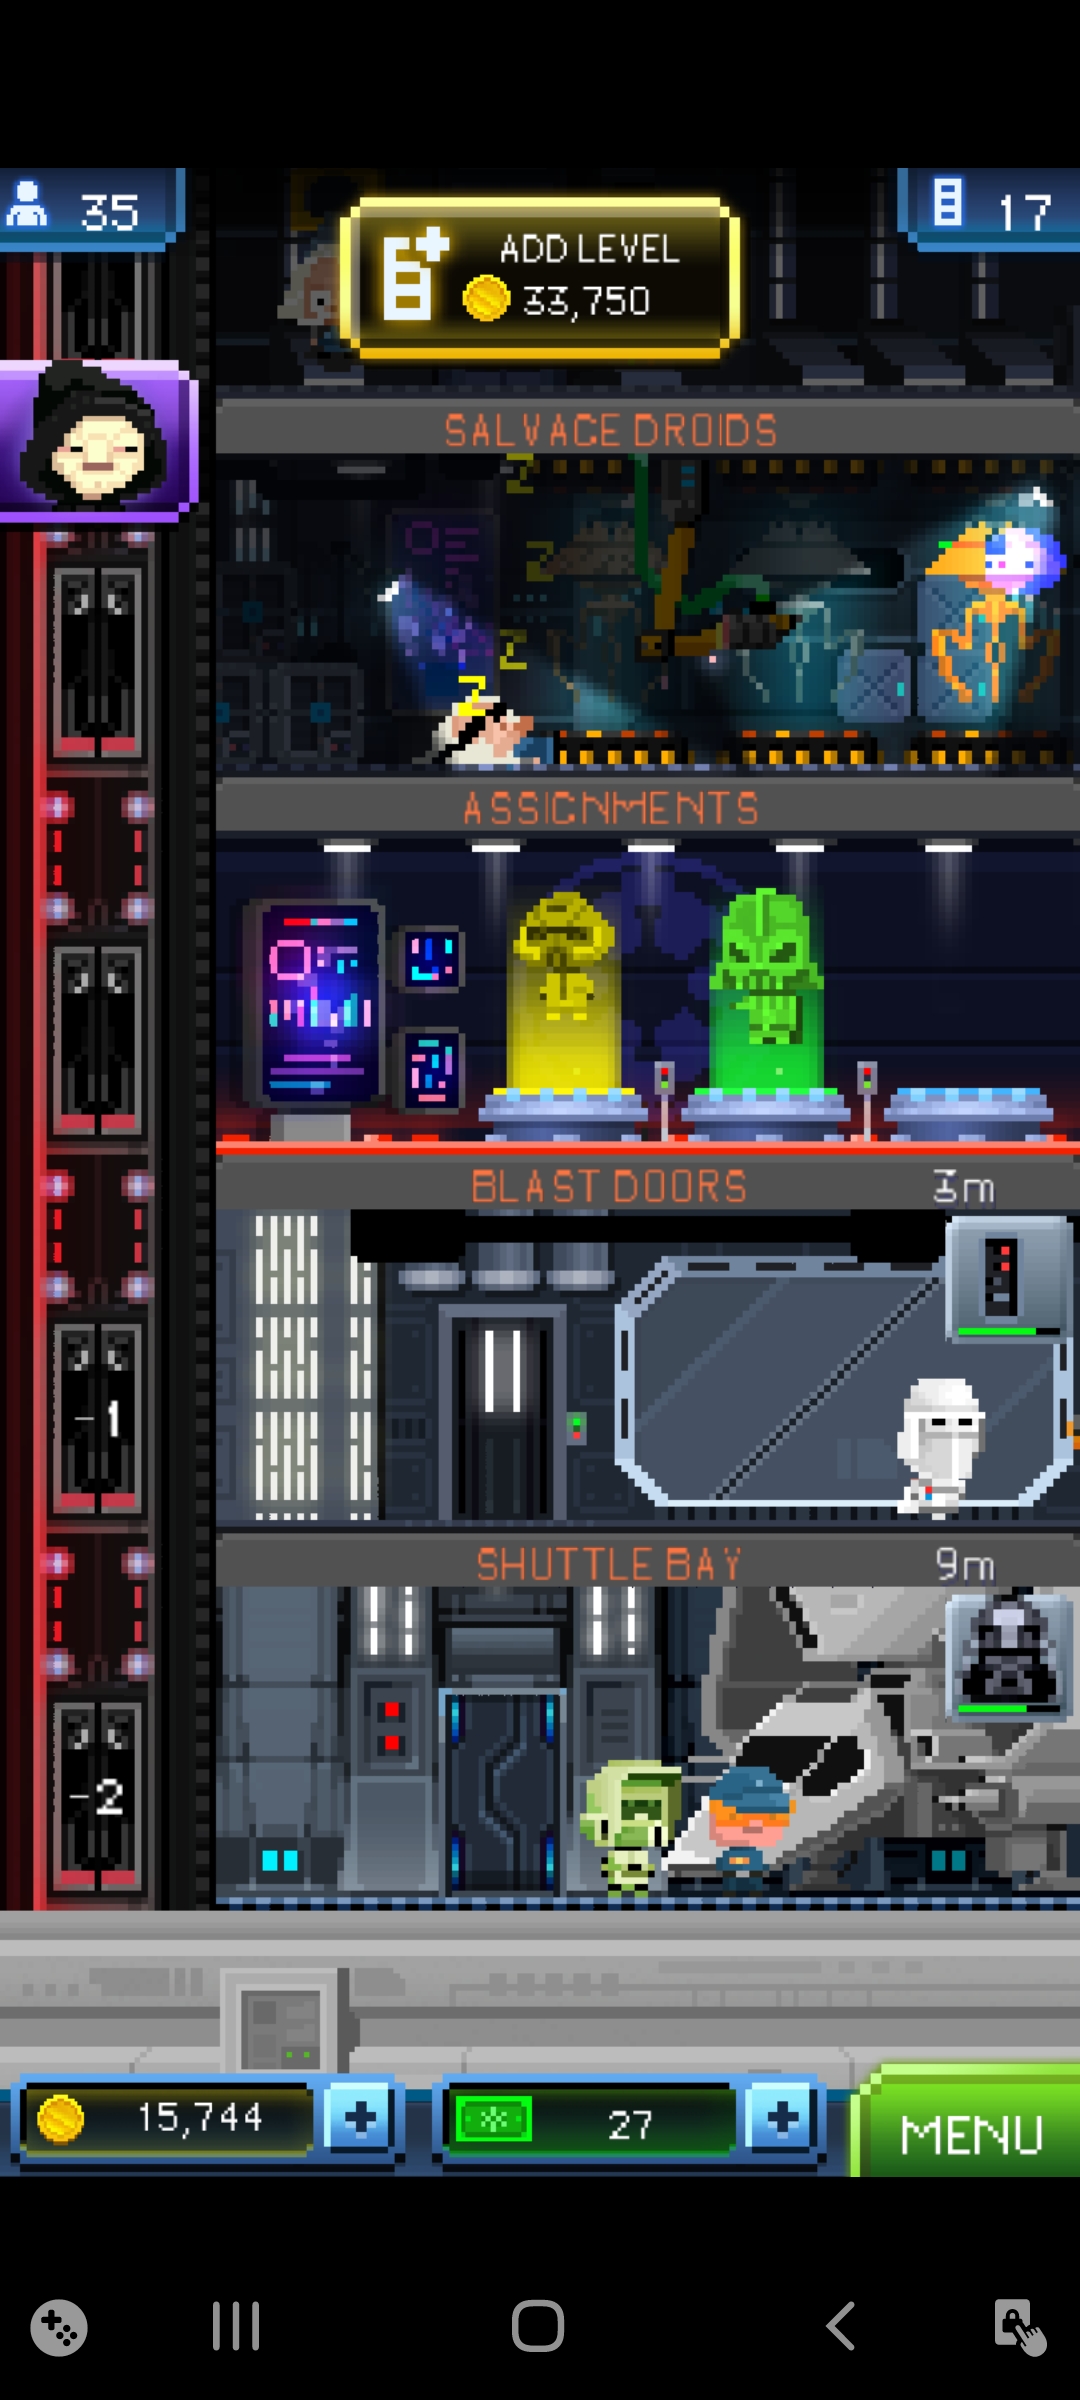 35
17
ADD LEVEL
33,750
SALVAGE DROIDS
Z
Z
Z
Z
ASSIGNMENTS
BLAST DOORS 3m
-1
SHUTTLE BAY 9m
-2
15,744
27
MENU